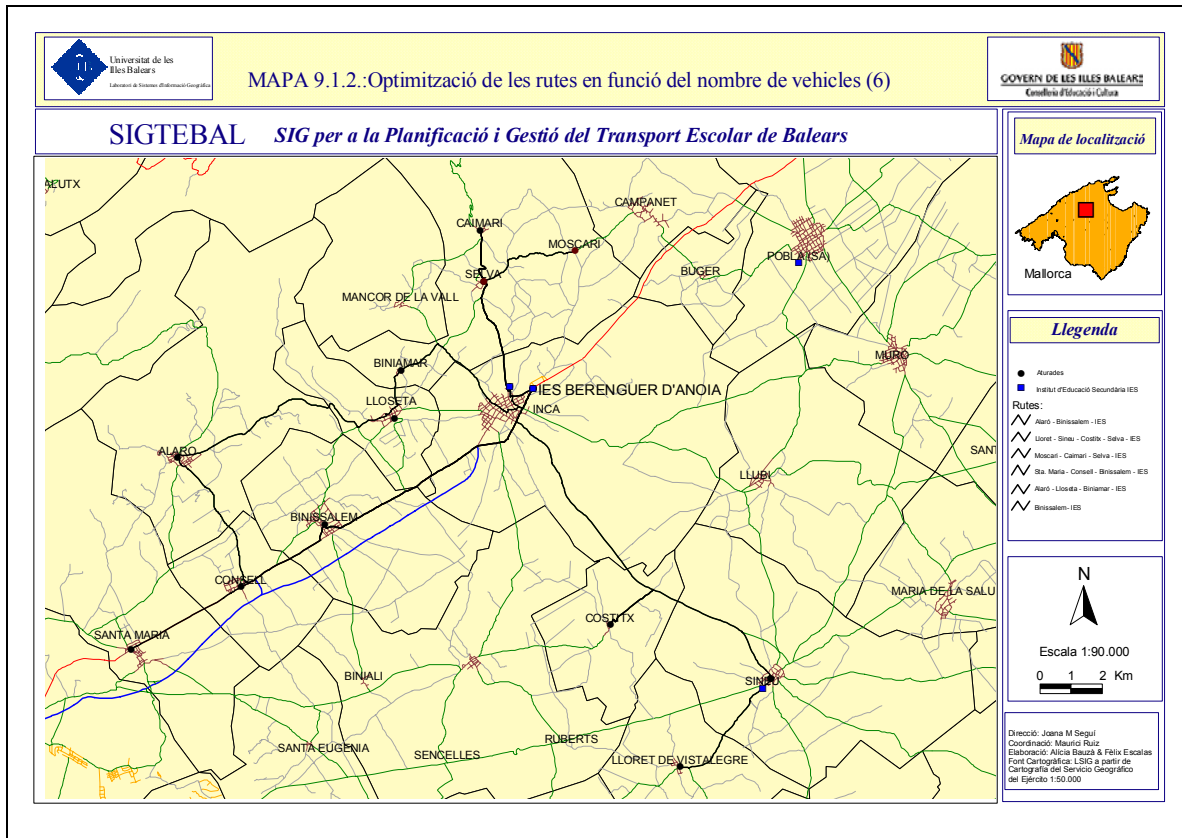 Universitat de les
Illes Balears
Laboratori de Sistemes d'Informació Geogràfica
MAPA 9.1.2.:Optimització de les rutes en funció del nombre de vehicles (6)
GOVERN DE LES ILLES BALEARS
Conselleria d'Educació i Cultura
SIGTEBAL SIG per a la Planificació i Gestió del Transport Escolar de Balears
ALUTX
CAIMARI
CAMPANET
MOSCARI
POBLA (SA)
SELVA
BUGER
MANCOR DE LA VALL
MURO
BINIAMAR
IES BERENGUER D'ANOIA
LLOSETA
INCA
ALARO
SANT
LLUBI
BINISSALEM
CONSELL
MARIA DE LA SALU
COSTITX
SANTA MARIA
BINIALI
SINEU
RUBERTS
SANTA EUGENIA
SENCELLES
LLORET DE VISTALEGRE
Mapa de localització
Mallorca
Llegenda
Aturades
Institut d'Educació Secundària IES
Rutes:
Alaró - Binissalem - IES
Lloret - Sineu - Costitx - Selva - IES
Moscari - Caimari - Selva - IES
Sta. Maria - Consell - Binissalem - IES
Alaró - Lloseta - Biniamar - IES
Binissalem - IES
N
Escala 1:90.000
0 1 2 Km
Direcció: Joana M Seguí
Coordinació: Maurici Ruiz
Elaboració: Alícia Bauzà & Fèlix Escalas
Font Cartogràfica: LSIG a partir de
Cartografía del Servicio Geográfico
del Ejército 1:50.000